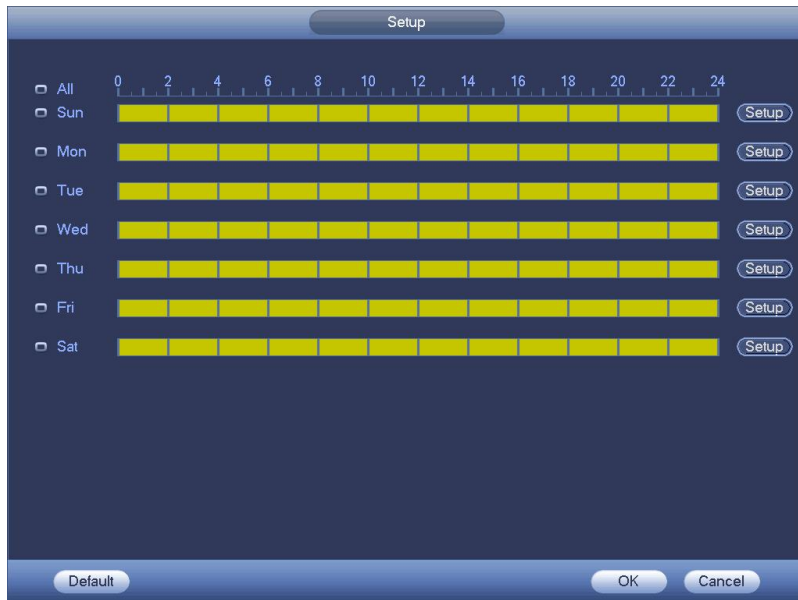 Setup
All 0 2 4 6 8 10 12 14 16 18 20 22 24
Sun Setup
Mon Setup
Tue Setup
Wed Setup
Thu Setup
Fri Setup
Sat Setup
Default OK Cancel